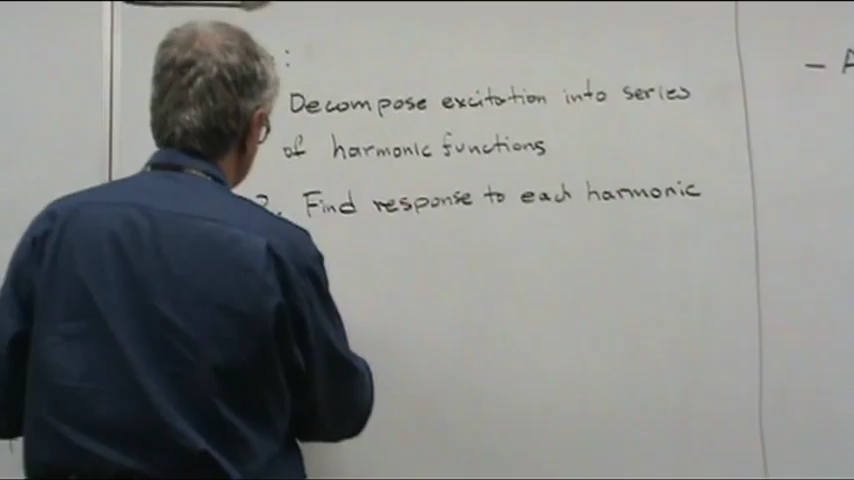 :
Decompose excitation into series
of harmonic functions
2. Find response to each harmonic
- A